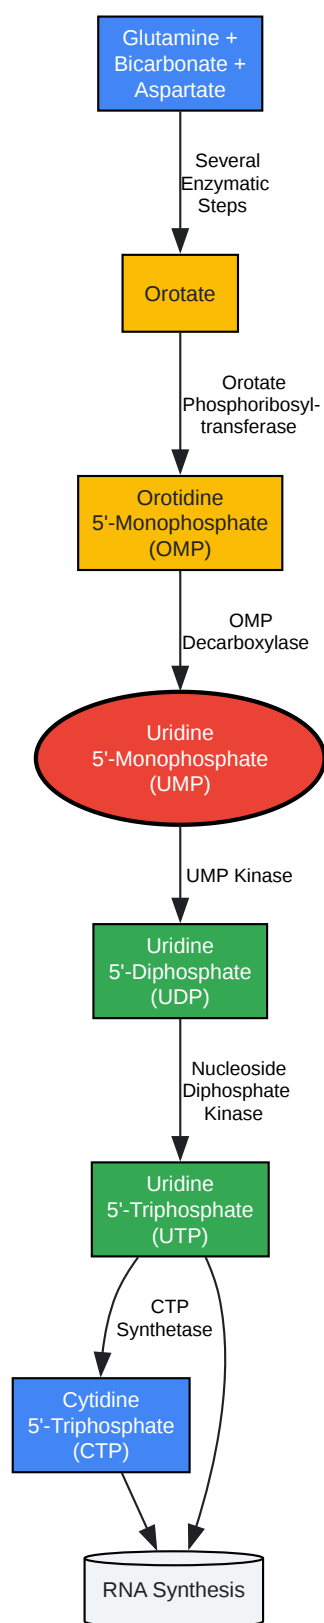 Glutamine +
Bicarbonate +
Aspartate
Several
Enzymatic
Steps
Orotate
Orotate
Phosphoribosyl-
transferase
Orotidine
5'-Monophosphate
(OMP)
OMP
Decarboxylase
Uridine
5'-Monophosphate
(UMP)
UMP Kinase
Uridine
5'-Diphosphate
(UDP)
Nucleoside
Diphosphate
Kinase
Uridine
5'-Triphosphate
(UTP)
CTP
Synthetase
Cytidine
5'-Triphosphate
(CTP)
RNA Synthesis